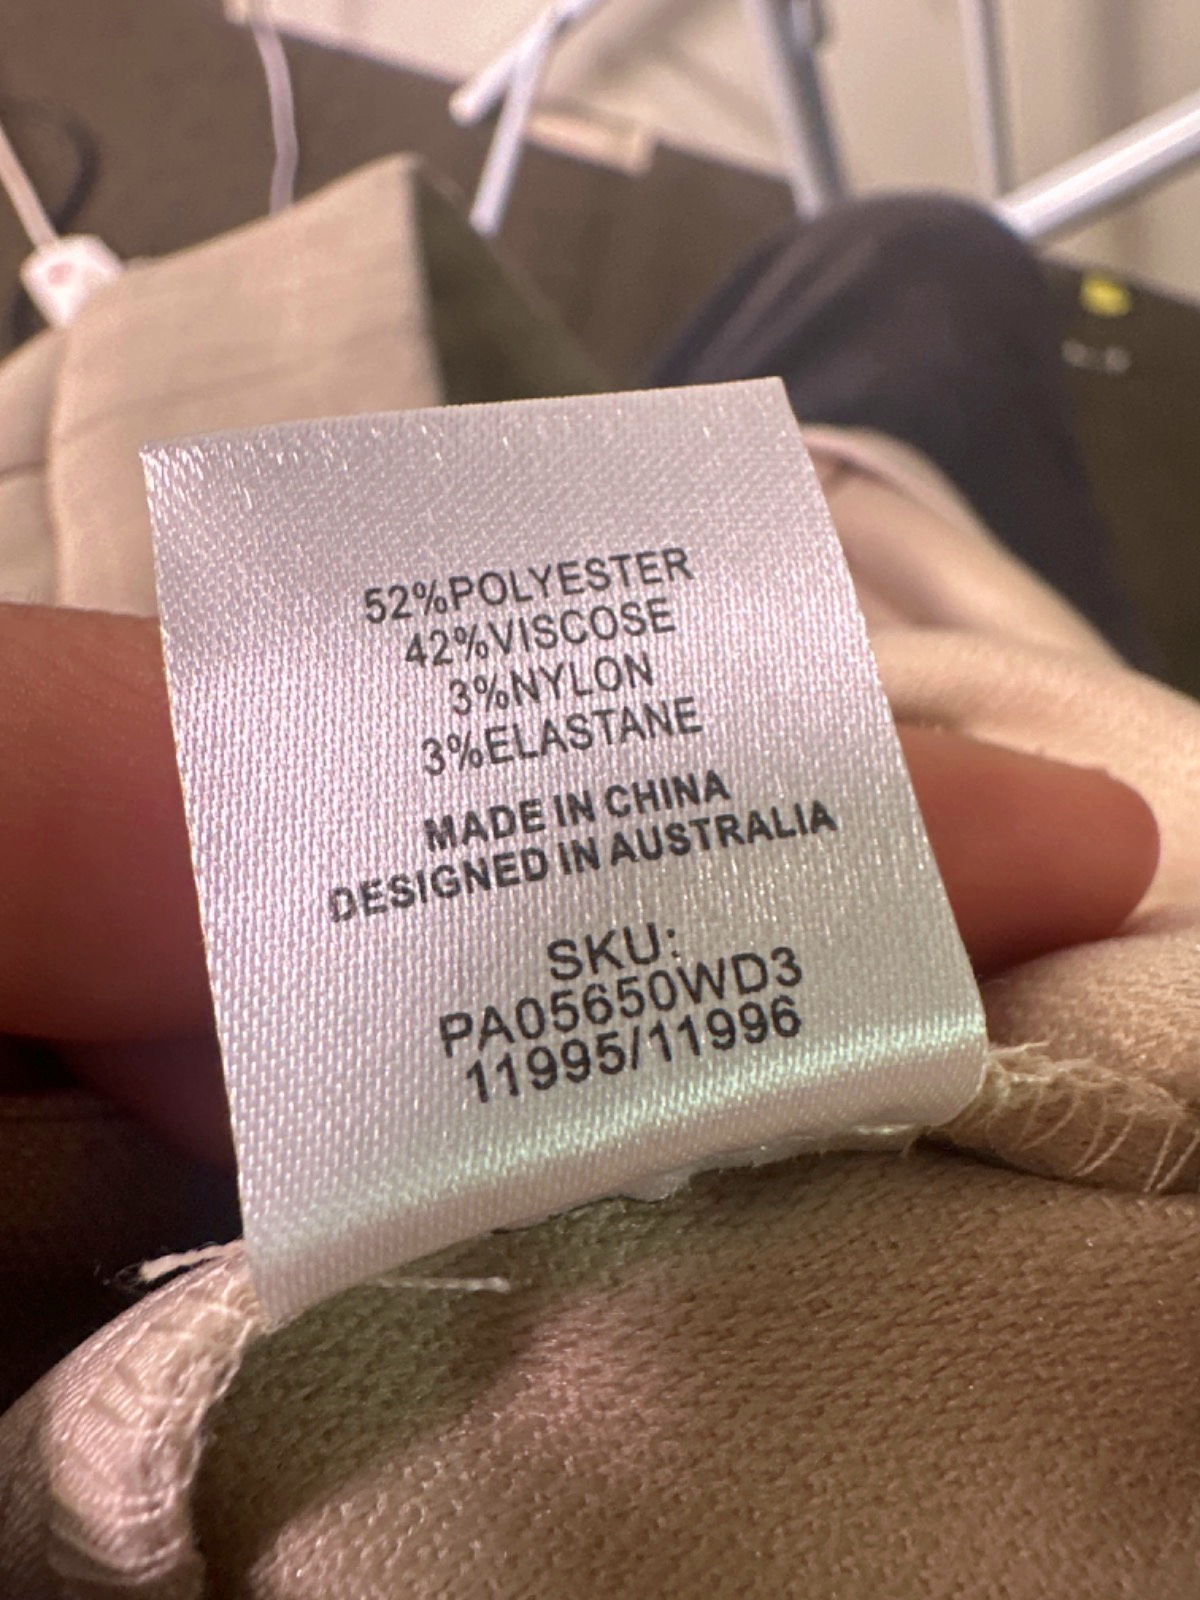 52%POLYESTER
42%VISCOSE
3%NYLON
3%ELASTANE
MADE IN CHINA
DESIGNED IN AUSTRALIA
SKU:
PA05650WD3
11995/11996